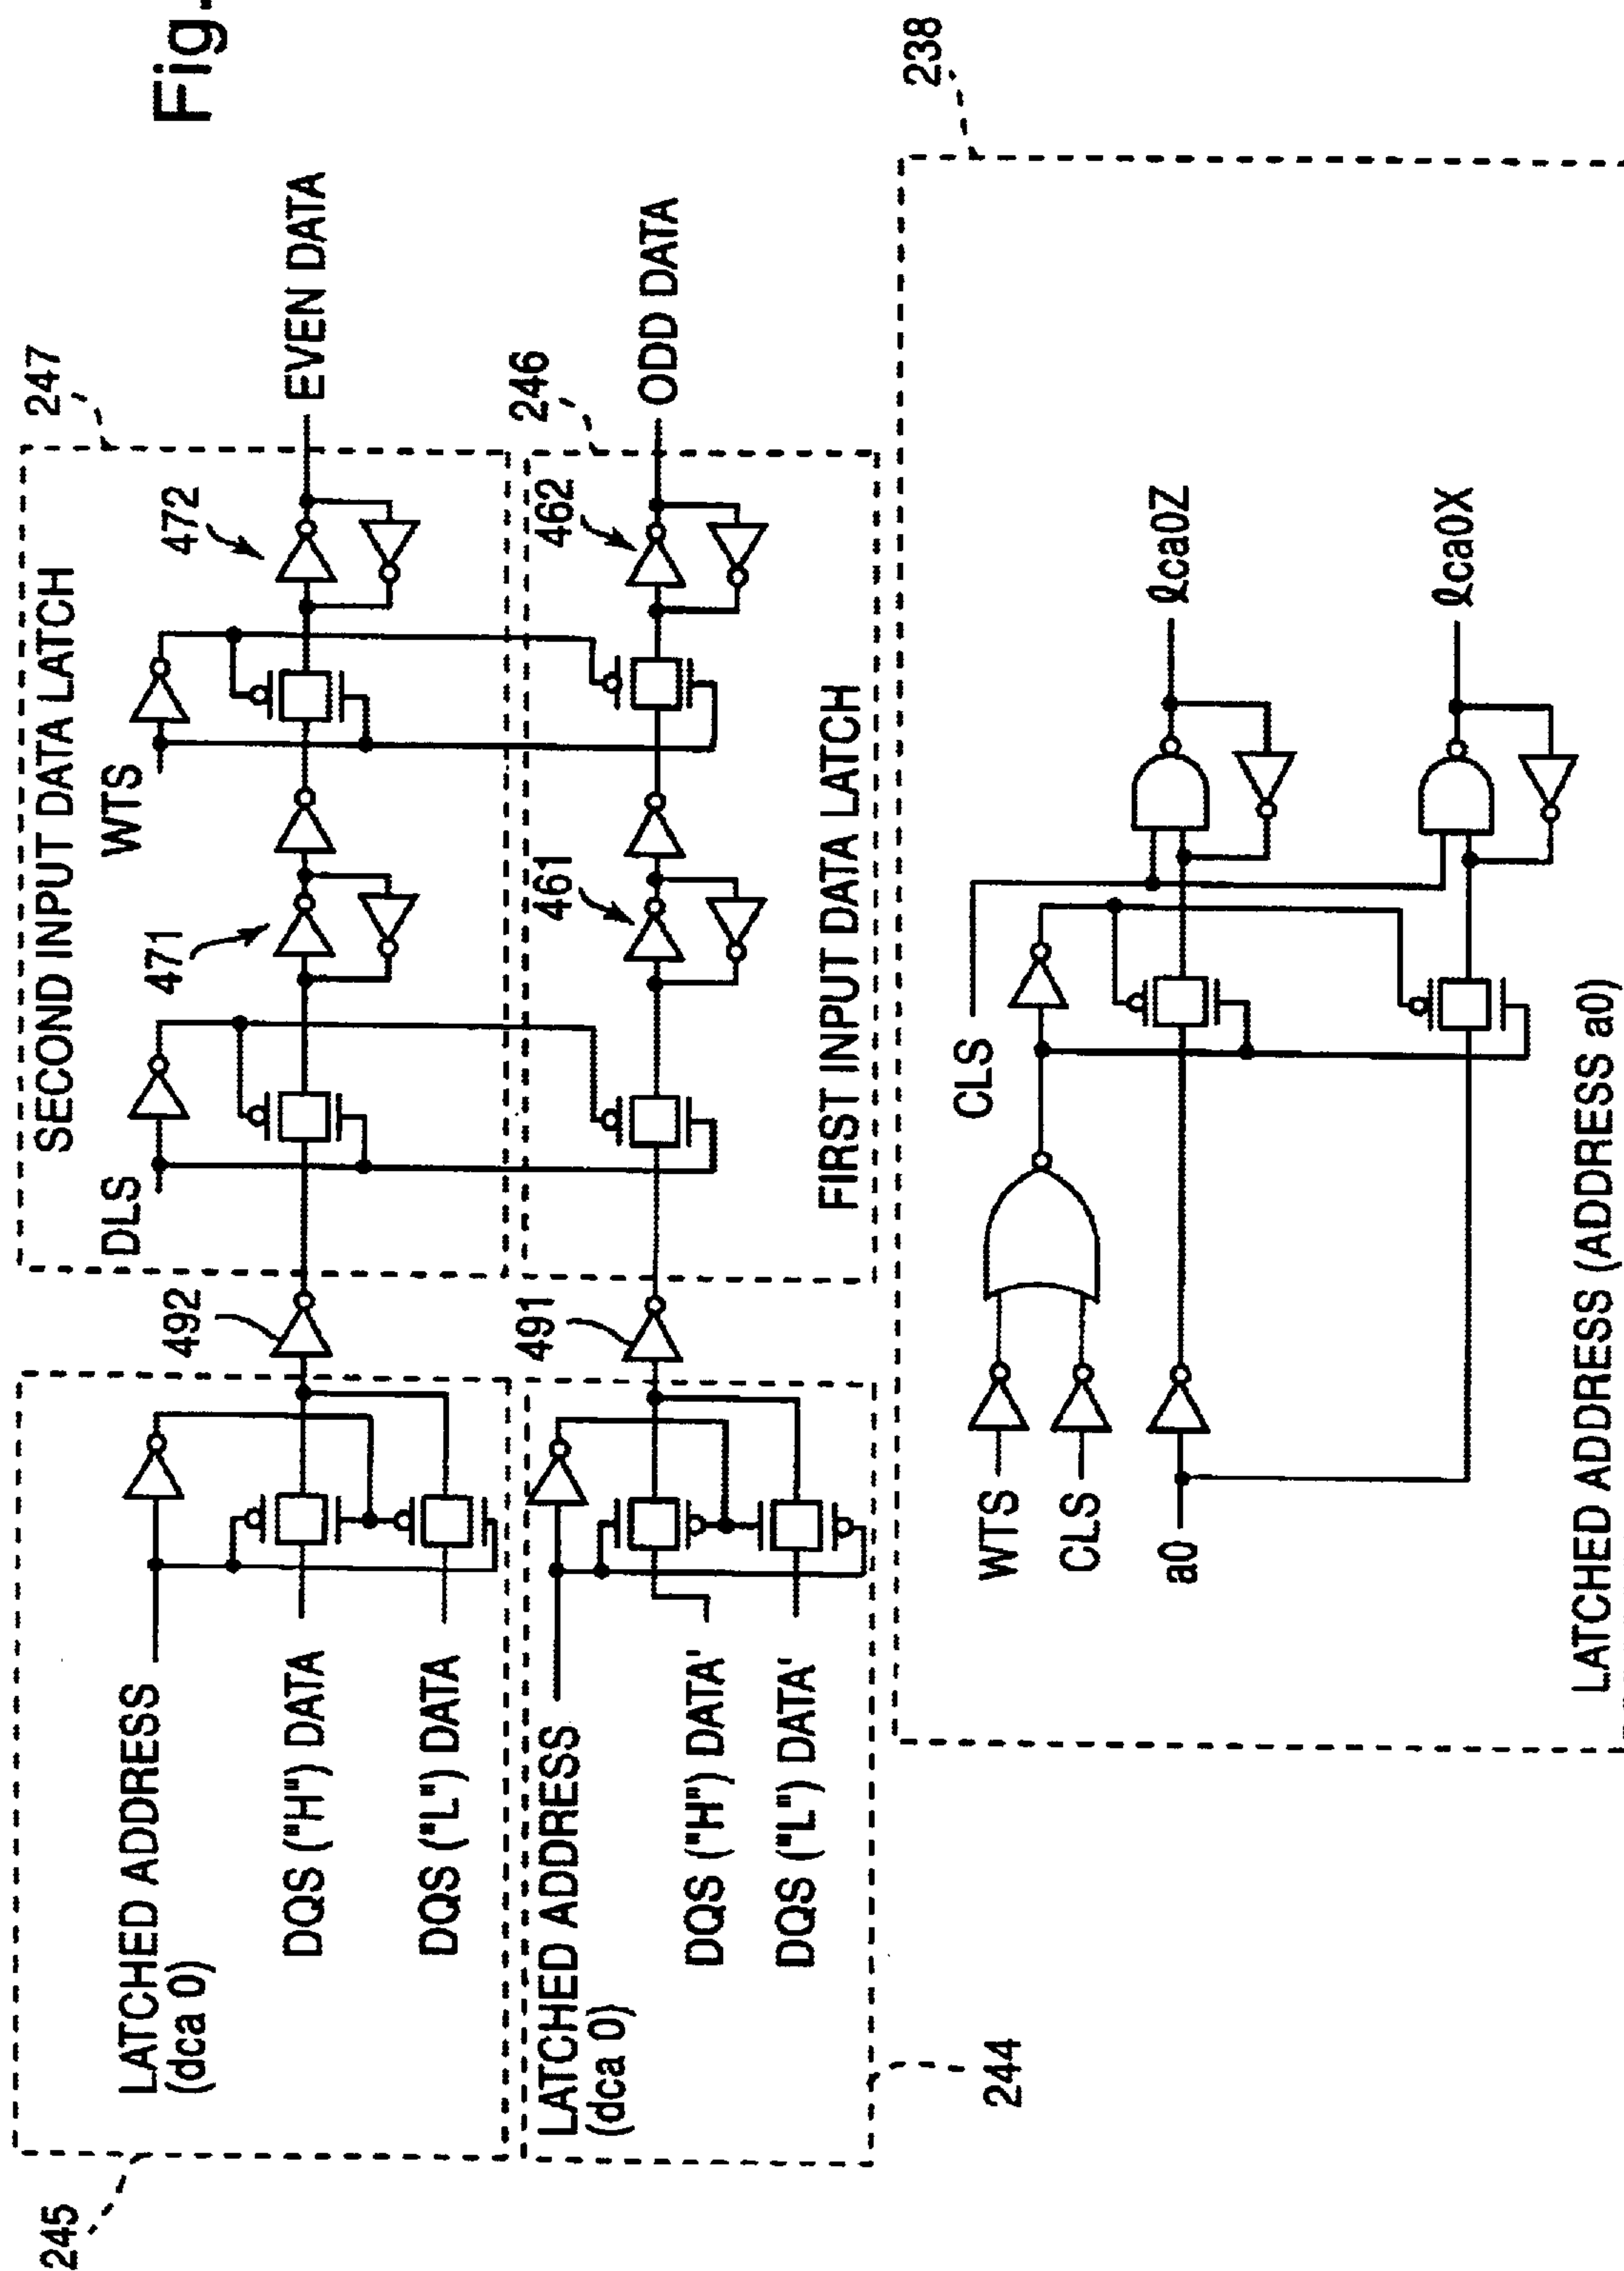 Fig.
245
LATCHED ADDRESS
(dca 0)
DQS ("H") DATA
DQS ("L") DATA
492
SECOND INPUT DATA LATCH
DLS
471
WTS
472
247
EVEN DATA
LATCHED ADDRESS
(dca 0)
DQS ("H") DATA'
DQS ("L") DATA'
244
491
461
462
246
ODD DATA
FIRST INPUT DATA LATCH
238
WTS
CLS
a0
CLS
ℓca0Z
ℓca0X
LATCHED ADDRESS (ADDRESS a0)